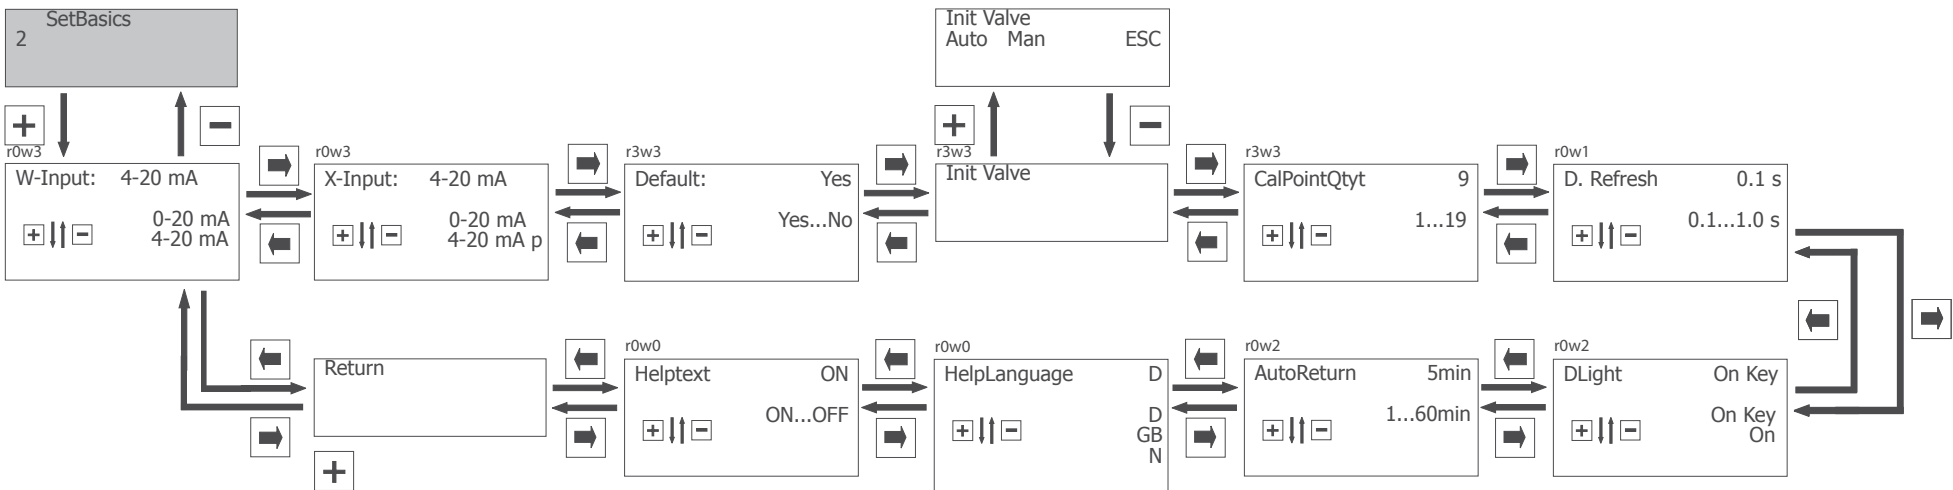 SetBasics
2
Init Valve
Auto Man ESC
+
−
+
−
r0w3
W-Input: 4-20 mA
0-20 mA
+ −
4-20 mA
r0w3
X-Input: 4-20 mA
0-20 mA
+ −
4-20 mA p
r3w3
Default: Yes
Yes...No
+ −
r3w3
Init Valve
r3w3
CalPointQtyt 9
1...19
+ −
r0w1
D. Refresh 0.1 s
0.1...1.0 s
+ −
Return
+
r0w0
Helptext ON
ON...OFF
+ −
r0w0
HelpLanguage D
D
+ −
GB
N
r0w2
AutoReturn 5min
1...60min
+ −
r0w2
DLight On Key
On Key
+ −
On